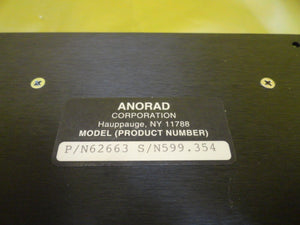 ANORAD
CORPORATION
Hauppauge, NY 11788
MODEL (PRODUCT NUMBER)
P/N62663 S/N599.354